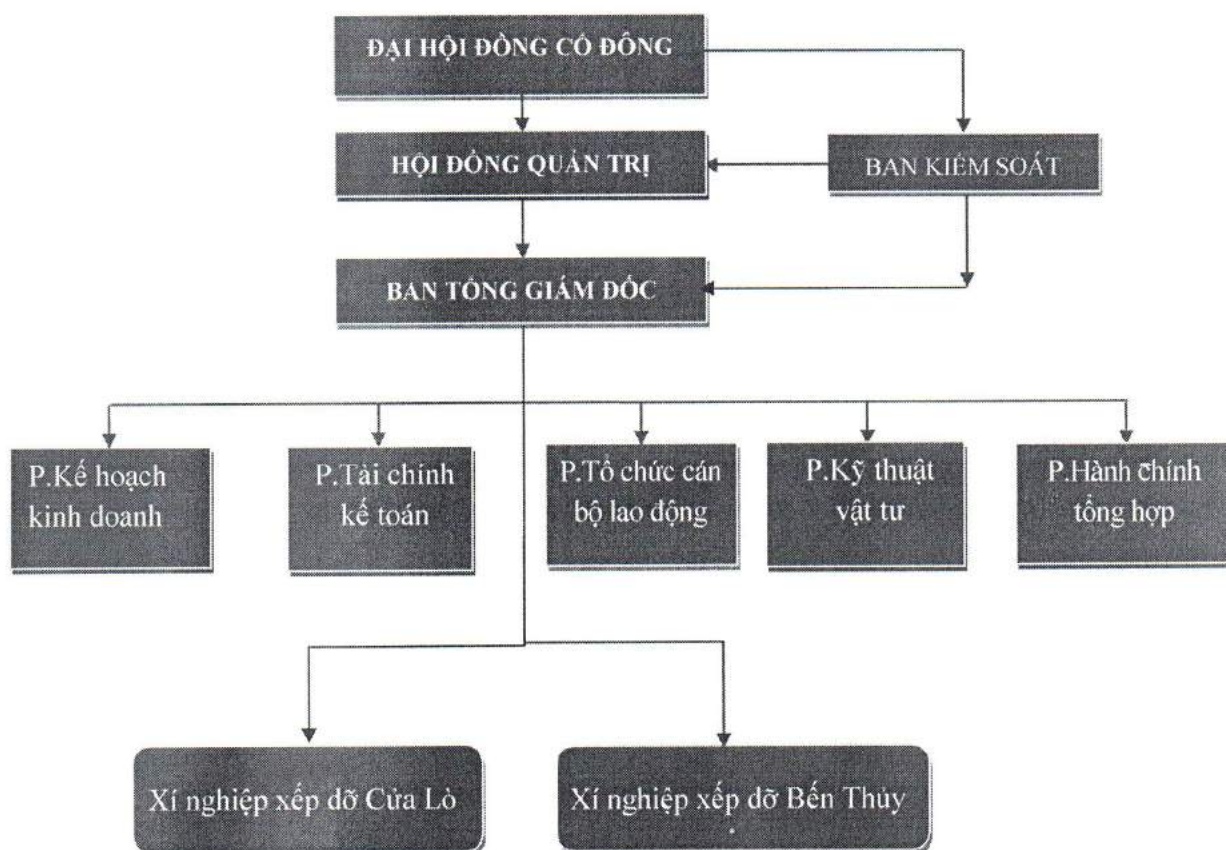 ĐẠI HỘI ĐỒNG CỔ ĐÔNG
HỘI ĐỒNG QUẢN TRỊ
BAN KIỂM SOÁT
BAN TỔNG GIÁM ĐỐC
P.Kế hoạch
kinh doanh
P.Tài chính
kế toán
P.Tổ chức cán
bộ lao động
P.Kỹ thuật
vật tư
P.Hành chính
tổng hợp
Xí nghiệp xếp dỡ Cửa Lò
Xí nghiệp xếp dỡ Bến Thủy